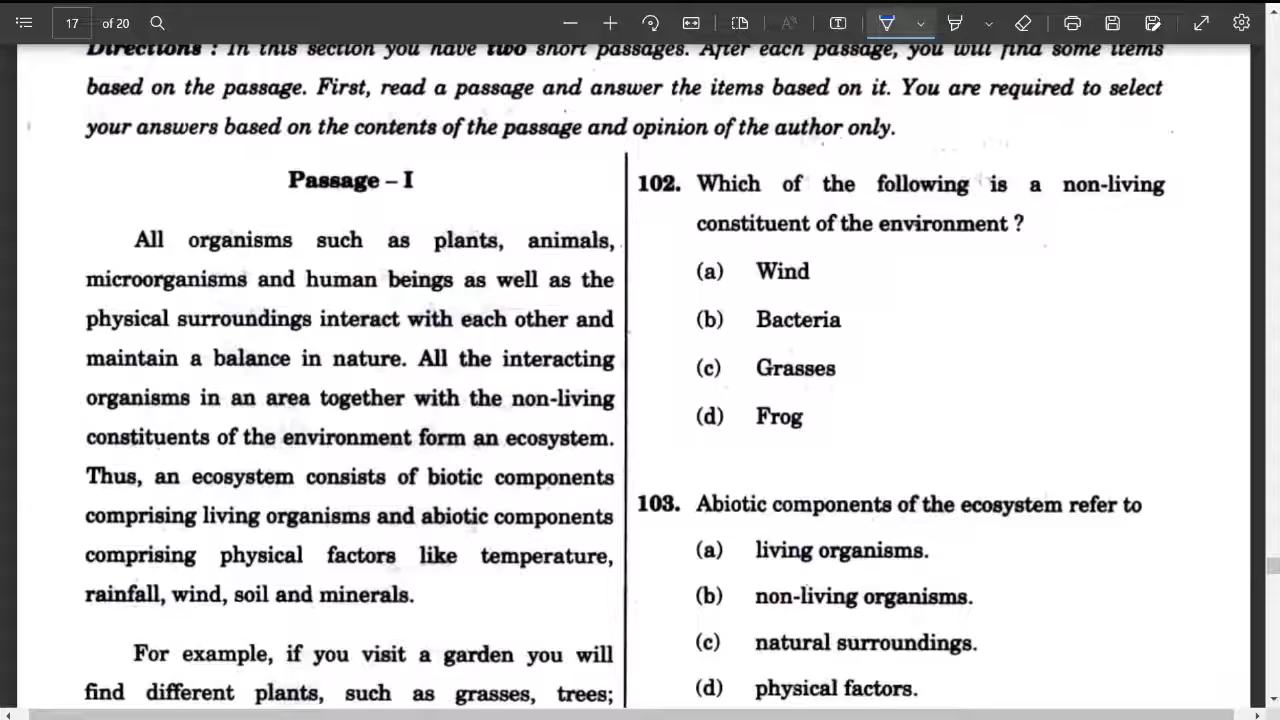 17 of 20
Directions : In this section you have two short passages. After each passage, you will find some items
based on the passage. First, read a passage and answer the items based on it. You are required to select
your answers based on the contents of the passage and opinion of the author only.
Passage – I
All organisms such as plants, animals,
microorganisms and human beings as well as the
physical surroundings interact with each other and
maintain a balance in nature. All the interacting
organisms in an area together with the non-living
constituents of the environment form an ecosystem.
Thus, an ecosystem consists of biotic components
comprising living organisms and abiotic components
comprising physical factors like temperature,
rainfall, wind, soil and minerals.
For example, if you visit a garden you will
find different plants, such as grasses, trees;
102. Which of the following is a non-living
constituent of the environment ?
(a) Wind
(b) Bacteria
(c) Grasses
(d) Frog
103. Abiotic components of the ecosystem refer to
(a) living organisms.
(b) non-living organisms.
(c) natural surroundings.
(d) physical factors.